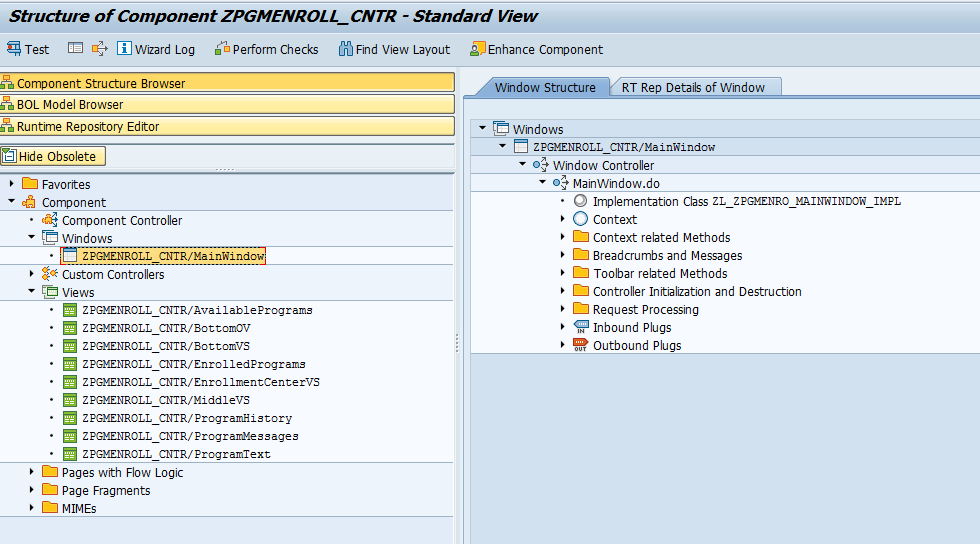 Structure of Component ZPGMENROLL_CNTR - Standard View
Test Wizard Log Perform Checks Find View Layout Enhance Component
Component Structure Browser
BOL Model Browser
Runtime Repository Editor
Hide Obsolete
Favorites
Component
Component Controller
Windows
ZPGMENROLL_CNTR/MainWindow
Custom Controllers
Views
ZPGMENROLL_CNTR/AvailablePrograms
ZPGMENROLL_CNTR/BottomOV
ZPGMENROLL_CNTR/BottomVS
ZPGMENROLL_CNTR/EnrolledPrograms
ZPGMENROLL_CNTR/EnrollmentCenterVS
ZPGMENROLL_CNTR/MiddleVS
ZPGMENROLL_CNTR/ProgramHistory
ZPGMENROLL_CNTR/ProgramMessages
ZPGMENROLL_CNTR/ProgramText
Pages with Flow Logic
Page Fragments
MIMEs
Window Structure RT Rep Details of Window
Windows
ZPGMENROLL_CNTR/MainWindow
Window Controller
MainWindow.do
Implementation Class ZL_ZPGMENRO_MAINWINDOW_IMPL
Context
Context related Methods
Breadcrumbs and Messages
Toolbar related Methods
Controller Initialization and Destruction
Request Processing
Inbound Plugs
Outbound Plugs